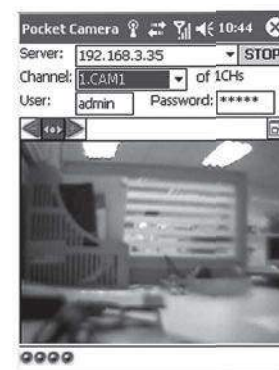 Pocket Camera 10:44
Server: 192.168.3.35 STOP
Channel: 1.CAM1 of 1CHs
User: admin Password: *****